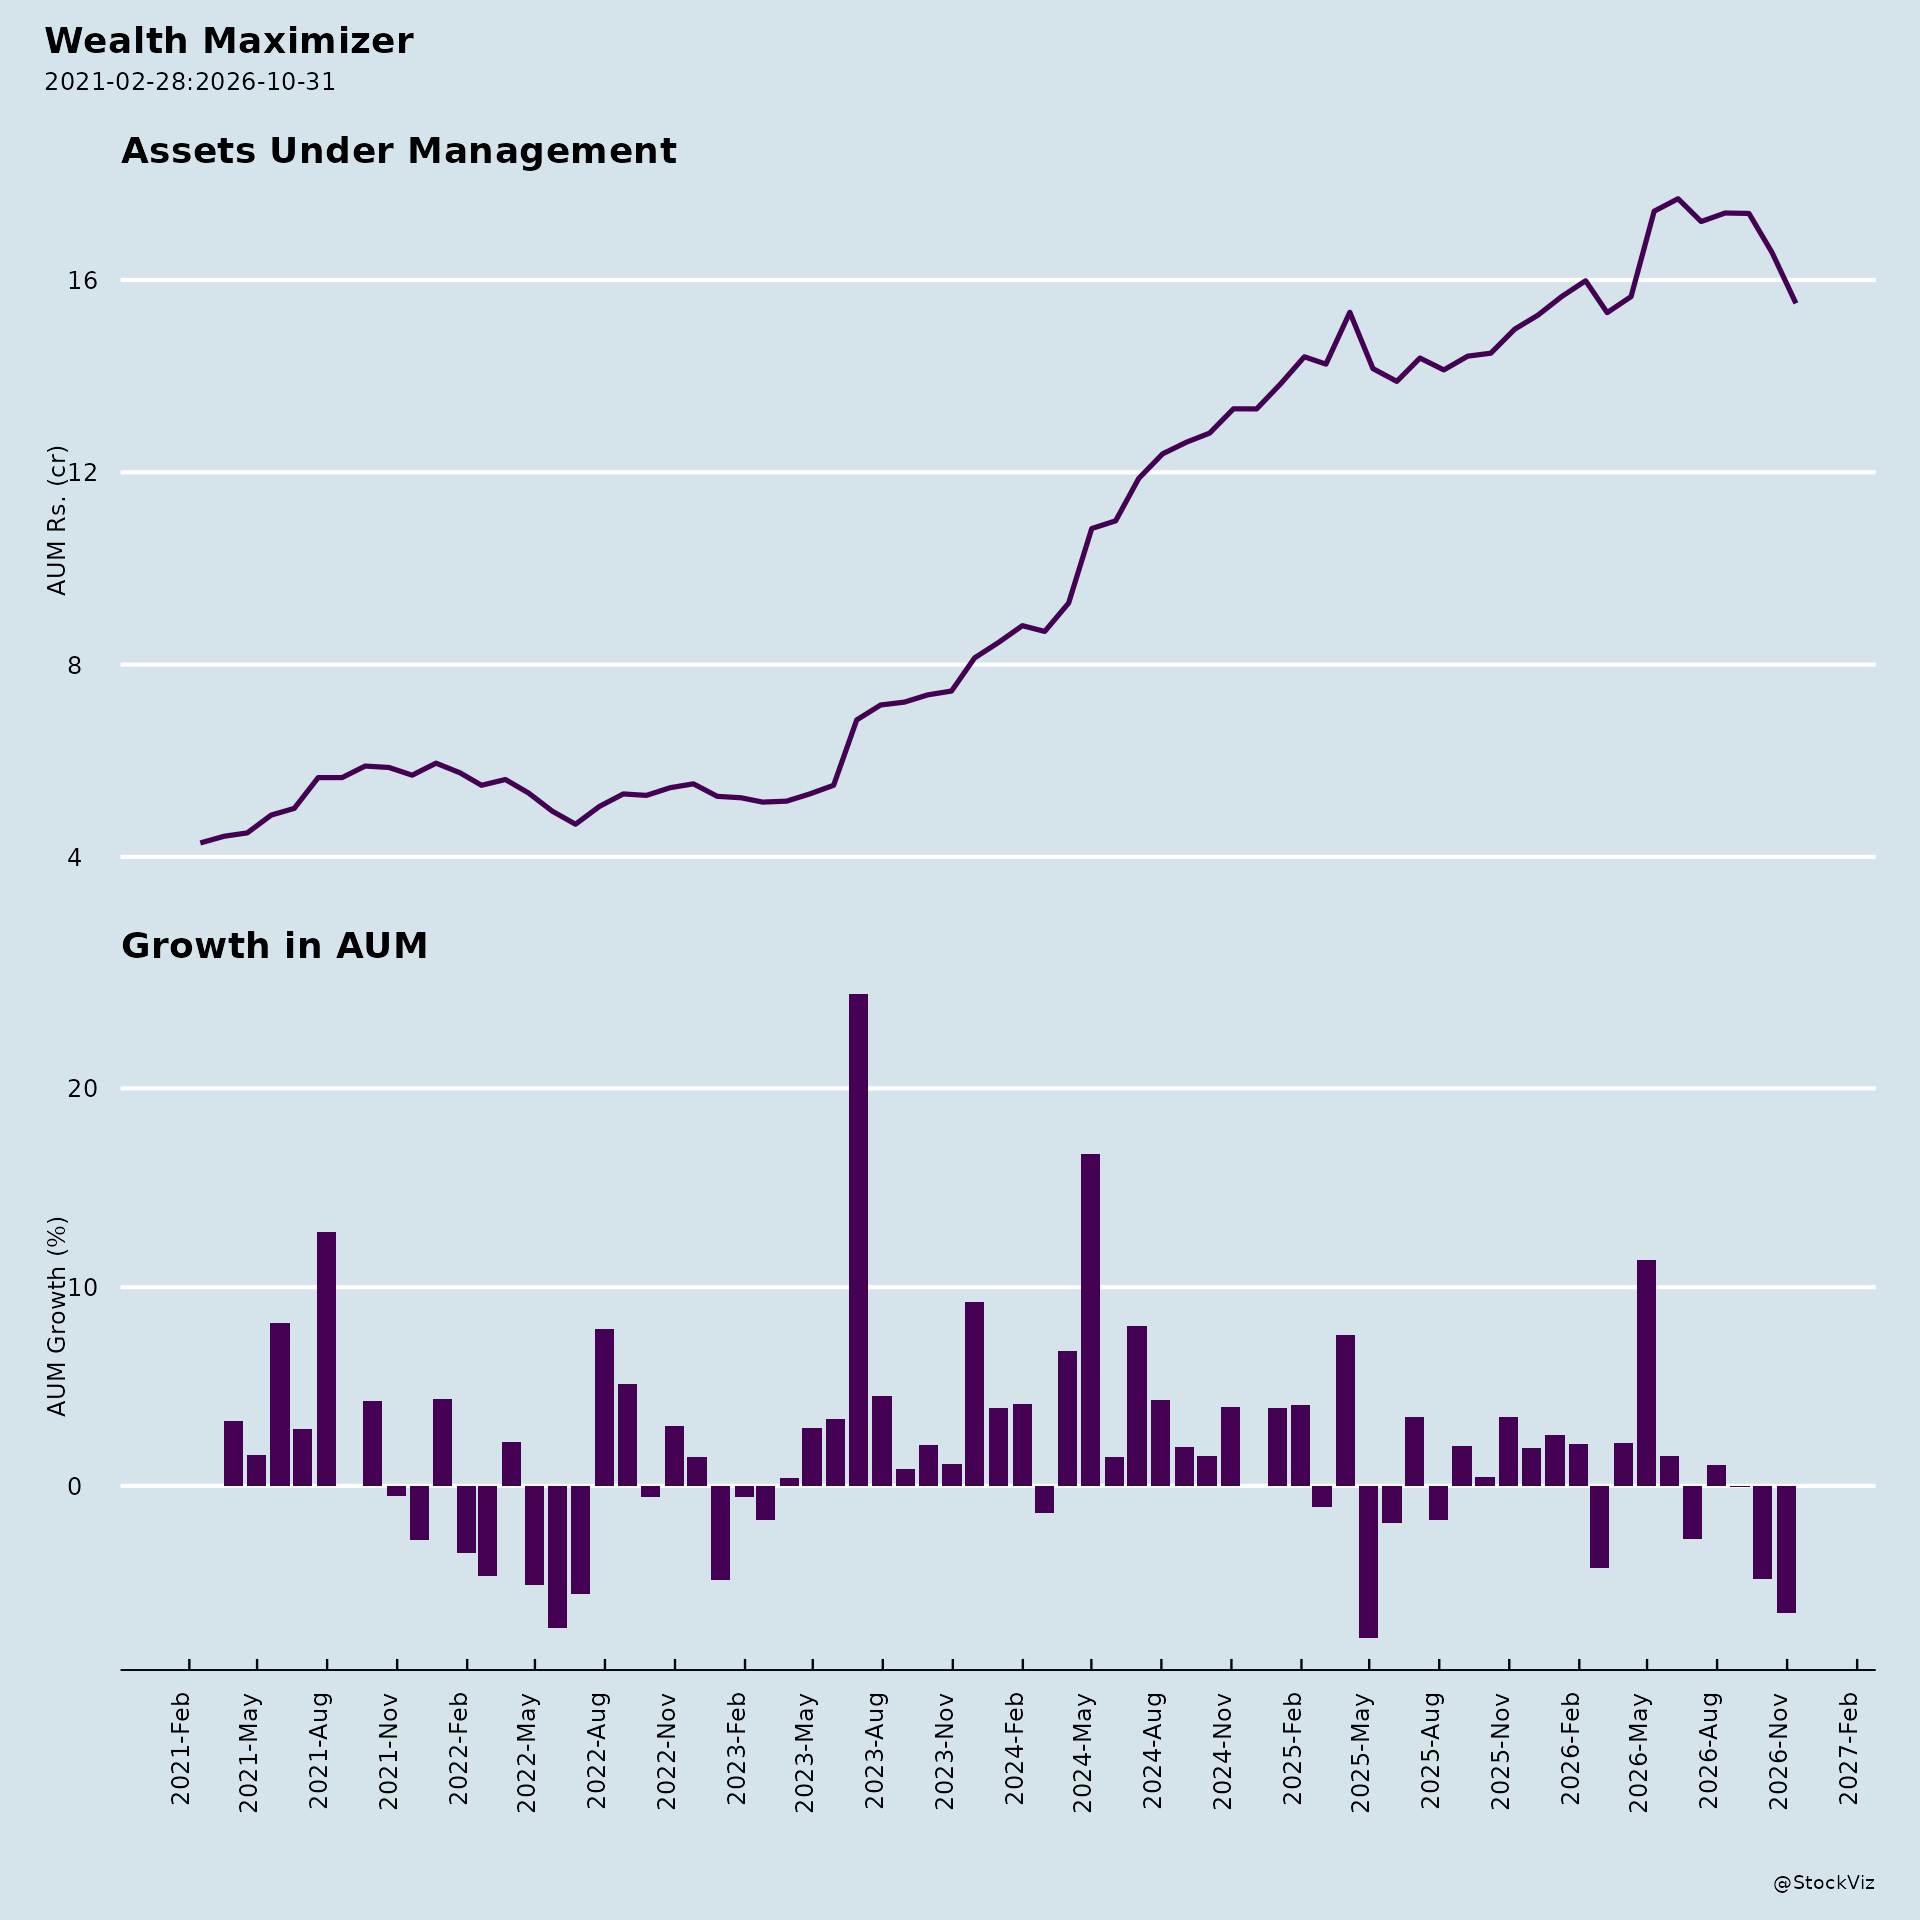 Wealth Maximizer
2021-02-28:2026-10-31
Assets Under Management
AUM Rs. (cr)
16
12
8
4
Growth in AUM
AUM Growth (%)
20
10
0
2021-Feb
2021-May
2021-Aug
2021-Nov
2022-Feb
2022-May
2022-Aug
2022-Nov
2023-Feb
2023-May
2023-Aug
2023-Nov
2024-Feb
2024-May
2024-Aug
2024-Nov
2025-Feb
2025-May
2025-Aug
2025-Nov
2026-Feb
2026-May
2026-Aug
2026-Nov
2027-Feb
@StockViz